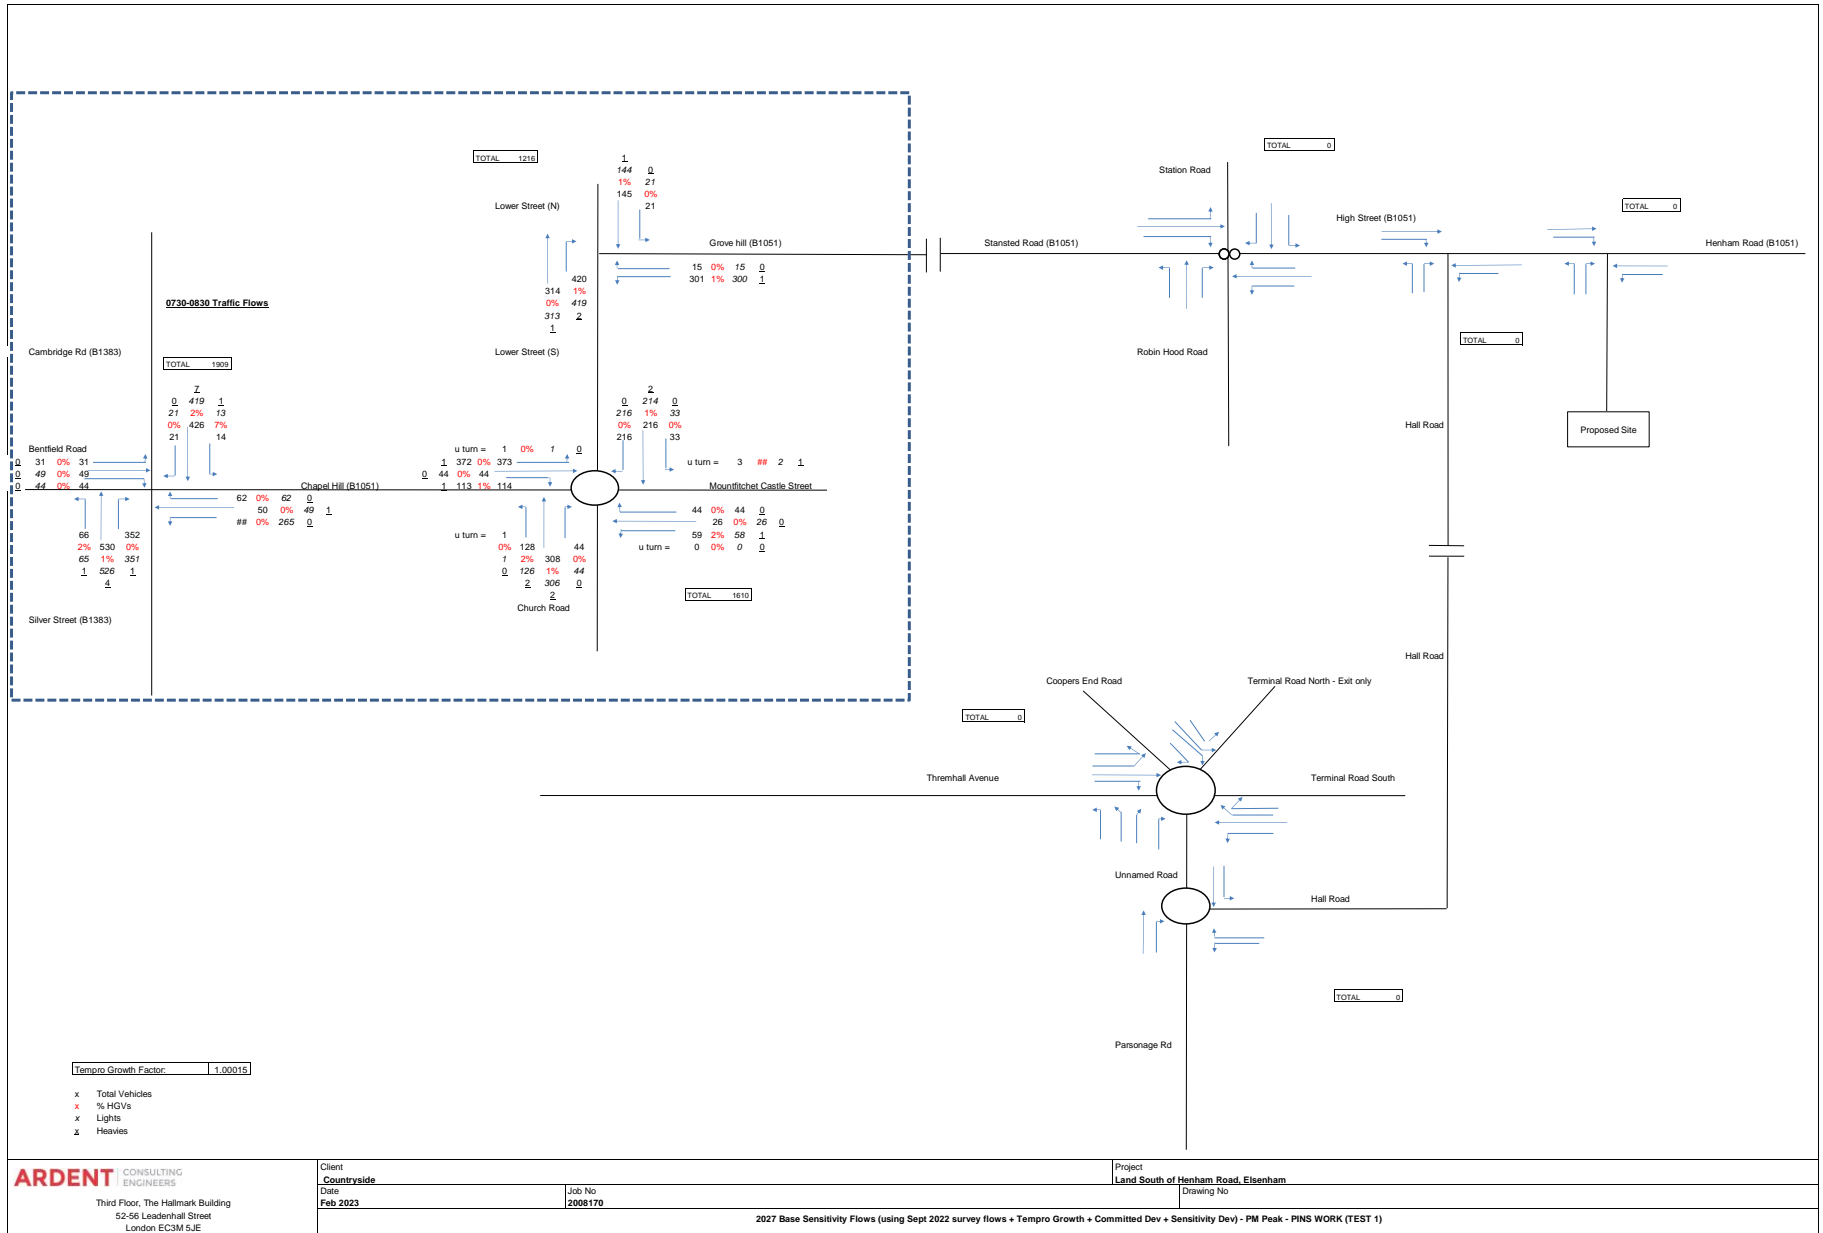 TOTAL 1216
1
144 0
1% 21
145 0%
21
Lower Street (N)
Grove hill (B1051)
15 0% 15 0
301 1% 300 1
420
314 1%
0% 419
313 2
1
Lower Street (S)
0730-0830 Traffic Flows
Cambridge Rd (B1383)
TOTAL 1909
7
0 419 1
21 2% 13
0% 426 7%
21 14
Bentfield Road
0 31 0% 31
0 49 0% 49
0 44 0% 44
Chapel Hill (B1051)
62 0% 62 0
50 0% 49 1
## 0% 265 0
66 352
2% 530 0%
65 1% 351
1 526 1
4
Silver Street (B1383)
2
0 214 0
216 1% 33
0% 216 0%
216 33
u turn = 1 0% 1 0
1 372 0% 373
0 44 0% 44
1 113 1% 114
u turn = 3 ## 2 1
Mountfitchet Castle Street
44 0% 44 0
26 0% 26 0
59 2% 58 1
u turn = 0 0% 0 0
u turn = 1
0% 128 44
1 2% 308 0%
0 126 1% 44
2 306 0
2
Church Road
TOTAL 1610
Stansted Road (B1051)
Station Road
TOTAL 0
High Street (B1051)
TOTAL 0
Henham Road (B1051)
Robin Hood Road
TOTAL 0
Hall Road
Proposed Site
Hall Road
Coopers End Road
Terminal Road North - Exit only
TOTAL 0
Thremhall Avenue
Terminal Road South
Unnamed Road
Hall Road
TOTAL 0
Parsonage Rd
Tempro Growth Factor: 1.00015
x Total Vehicles
x % HGVs
x Lights
x Heavies
ARDENT CONSULTING ENGINEERS
Third Floor, The Hallmark Building
52-56 Leadenhall Street
London EC3M 5JE
Client
Countryside
Project
Land South of Henham Road, Elsenham
Date
Feb 2023
Job No
2008170
Drawing No
2027 Base Sensitivity Flows (using Sept 2022 survey flows + Tempro Growth + Committed Dev + Sensitivity Dev) - PM Peak - PINS WORK (TEST 1)